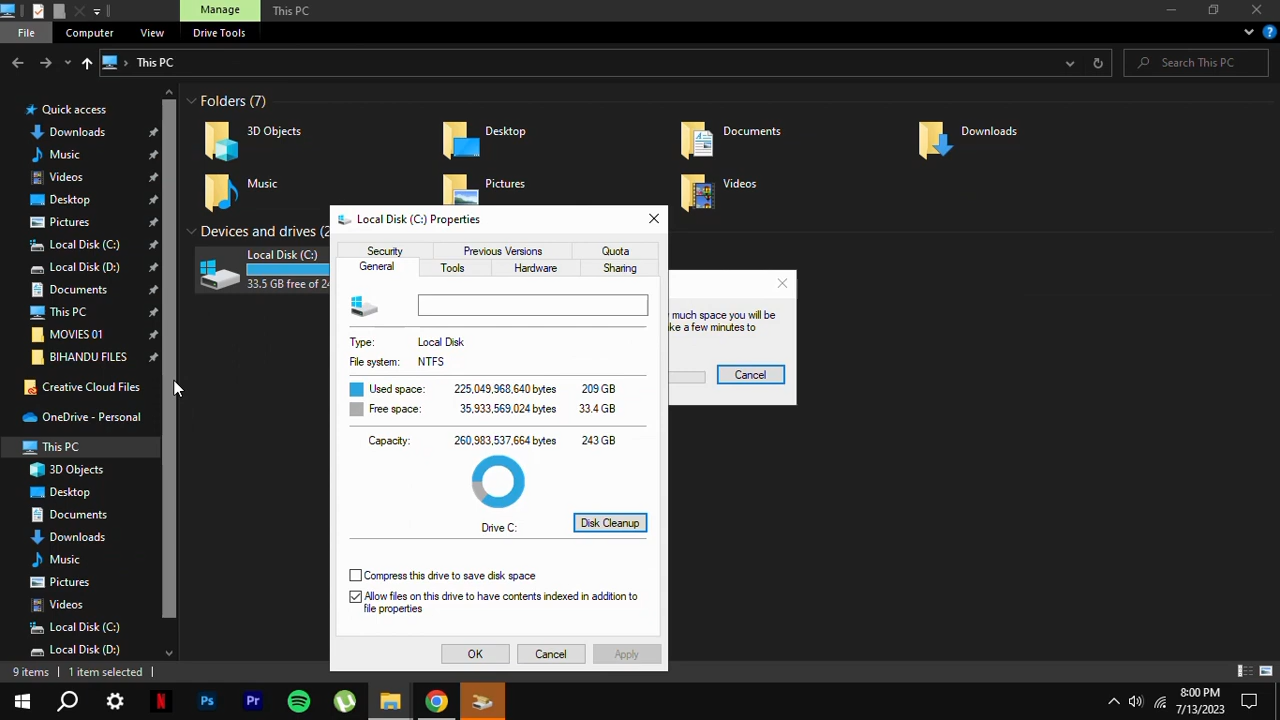 Manage
This PC
File
Computer
View
Drive Tools
This PC
Search This PC
Quick access
Downloads
Music
Videos
Desktop
Pictures
Local Disk (C:)
Local Disk (D:)
Documents
This PC
MOVIES 01
BIHANDU FILES
Creative Cloud Files
OneDrive - Personal
This PC
3D Objects
Desktop
Documents
Downloads
Music
Pictures
Videos
Local Disk (C:)
Local Disk (D:)
Folders (7)
3D Objects
Desktop
Documents
Downloads
Music
Pictures
Videos
Devices and drives (2
Local Disk (C:)
33.5 GB free of 24
Local Disk (C:) Properties
Security
Previous Versions
Quota
General
Tools
Hardware
Sharing
Type: Local Disk
File system: NTFS
Used space: 225,049,968,640 bytes 209 GB
Free space: 35,933,569,024 bytes 33.4 GB
Capacity: 260,983,537,664 bytes 243 GB
Drive C:
Disk Cleanup
Compress this drive to save disk space
Allow files on this drive to have contents indexed in addition to
file properties
OK
Cancel
Apply
much space you will be
ke a few minutes to
Cancel
9 items
1 item selected
Ps
Pr
8:00 PM
7/13/2023